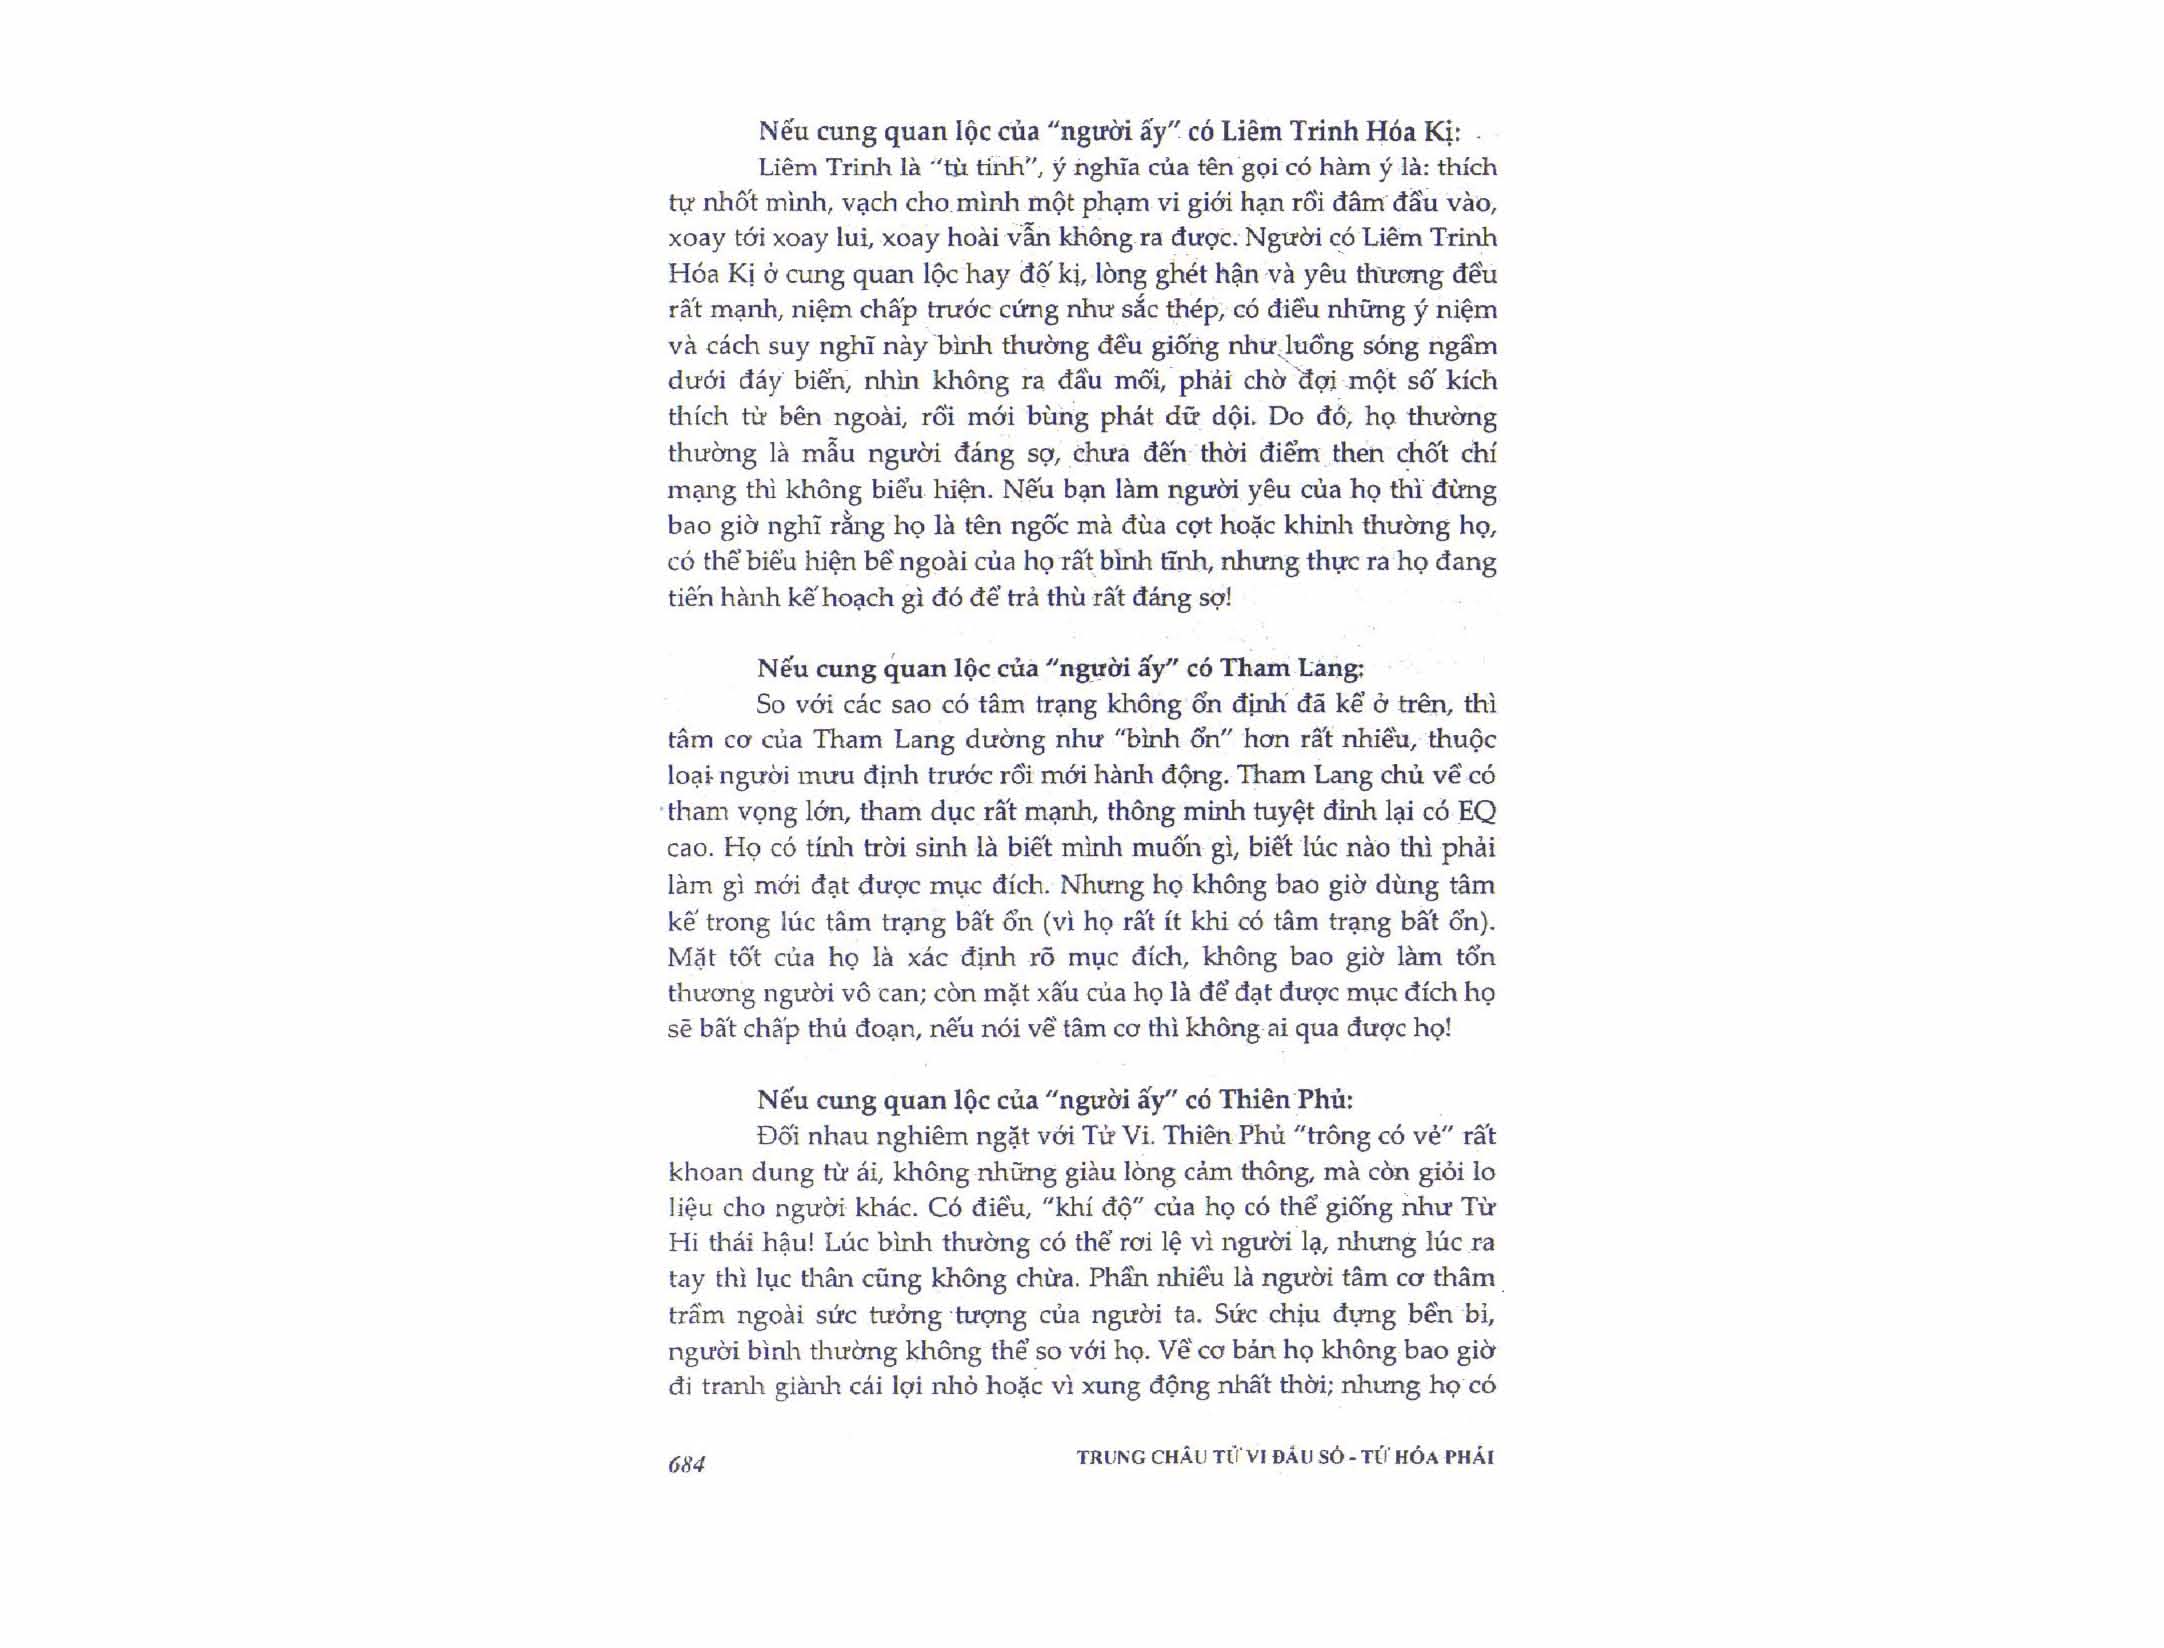 Nếu cung quan lộc của "người ấy" có Liêm Trinh Hóa Kị:
Liêm Trinh là "tù tinh", ý nghĩa của tên gọi có hàm ý là: thích
tự nhốt mình, vạch cho mình một phạm vi giới hạn rồi đâm đầu vào,
xoay tới xoay lui, xoay hoài vẫn không ra được. Người có Liêm Trinh
Hóa Kị ở cung quan lộc hay đố kị, lòng ghét hận và yêu thương đều
rất mạnh, niệm chấp trước cứng như sắc thép, có điều những ý niệm
và cách suy nghĩ này bình thường đều giống như luồng sóng ngầm
dưới đáy biển, nhìn không ra đầu mối, phải chờ đợi một số kích
thích từ bên ngoài, rồi mới bùng phát dữ dội. Do đó, họ thường
thường là mẫu người đáng sợ, chưa đến thời điểm then chốt chí
mạng thì không biểu hiện. Nếu bạn làm người yêu của họ thì đừng
bao giờ nghĩ rằng họ là tên ngốc mà đùa cợt hoặc khinh thường họ,
có thể biểu hiện bề ngoài của họ rất bình tĩnh, nhưng thực ra họ đang
tiến hành kế hoạch gì đó để trả thù rất đáng sợ!
Nếu cung quan lộc của "người ấy" có Tham Lang:
So với các sao có tâm trạng không ổn định đã kể ở trên, thì
tâm cơ của Tham Lang dường như "bình ổn" hơn rất nhiều, thuộc
loại người mưu định trước rồi mới hành động. Tham Lang chủ về có
tham vọng lớn, tham dục rất mạnh, thông minh tuyệt đỉnh lại có EQ
cao. Họ có tính trời sinh là biết mình muốn gì, biết lúc nào thì phải
làm gì mới đạt được mục đích. Nhưng họ không bao giờ dùng tâm
kế trong lúc tâm trạng bất ổn (vì họ rất ít khi có tâm trạng bất ổn).
Mặt tốt của họ là xác định rõ mục đích, không bao giờ làm tổn
thương người vô can; còn mặt xấu của họ là để đạt được mục đích họ
sẽ bất chấp thủ đoạn, nếu nói về tâm cơ thì không ai qua được họ!
Nếu cung quan lộc của "người ấy" có Thiên Phủ:
Đối nhau nghiêm ngặt với Tử Vi. Thiên Phủ "trông có vẻ" rất
khoan dung từ ái, không những giàu lòng cảm thông, mà còn giỏi lo
liệu cho người khác. Có điều, "khí độ" của họ có thể giống như Từ
Hi thái hậu! Lúc bình thường có thể rơi lệ vì người lạ, nhưng lúc ra
tay thì lục thân cũng không chừa. Phần nhiều là người tâm cơ thâm
trầm ngoài sức tưởng tượng của người ta. Sức chịu đựng bền bỉ,
người bình thường không thể so với họ. Về cơ bản họ không bao giờ
đi tranh giành cái lợi nhỏ hoặc vì xung động nhất thời; nhưng họ có
684 TRUNG CHÂU TỬ VI ĐẨU SỐ - TỨ HÓA PHÁI